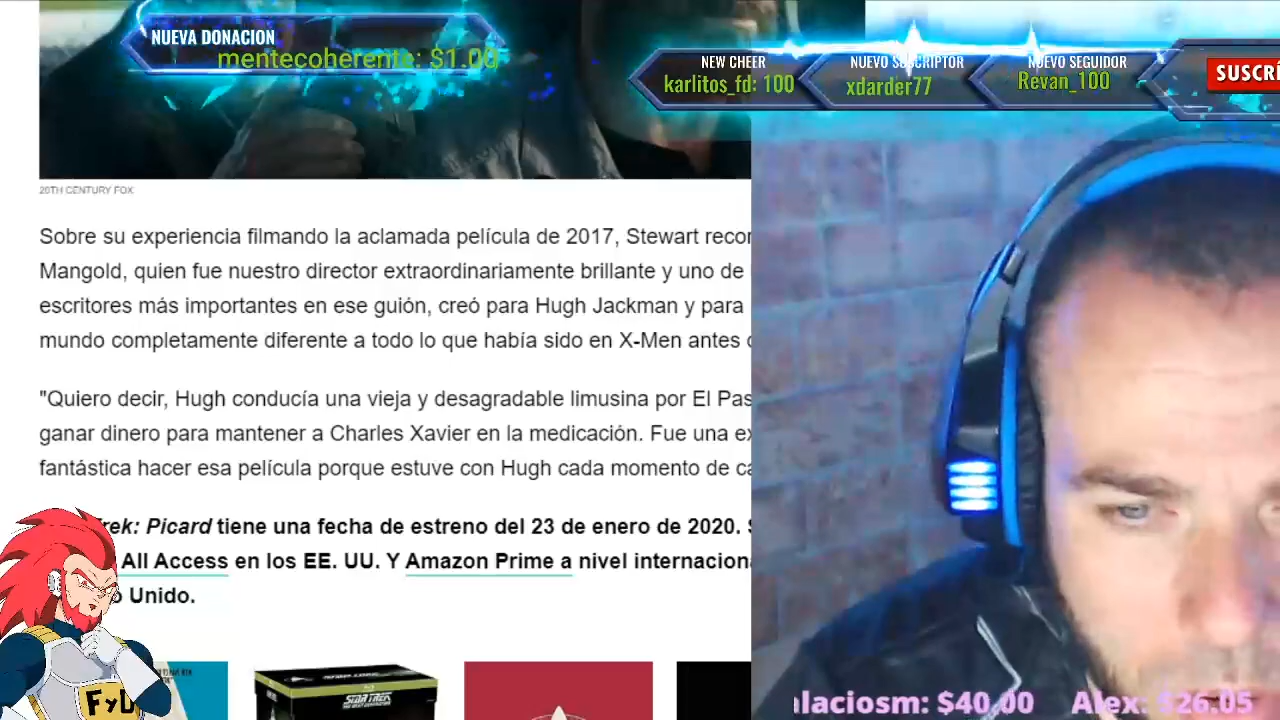 NUEVA DONACION
mentecoherente: $1.00
NEW CHEER
karlitos_fd: 100
NUEVO SUSCRIPTOR
xdarder77
NUEVO SEGUIDOR
Revan_100
SUSCRÍ
20TH CENTURY FOX
Sobre su experiencia filmando la aclamada película de 2017, Stewart recor
Mangold, quien fue nuestro director extraordinariamente brillante y uno de
escritores más importantes en ese guión, creó para Hugh Jackman y para
mundo completamente diferente a todo lo que había sido en X-Men antes
"Quiero decir, Hugh conducía una vieja y desagradable limusina por El Pas
ganar dinero para mantener a Charles Xavier en la medicación. Fue una ex
fantástica hacer esa película porque estuve con Hugh cada momento de ca
rek: Picard tiene una fecha de estreno del 23 de enero de 2020.
All Access en los EE. UU. Y Amazon Prime a nivel internaciona
o Unido.
STAR TREK
FyD
laciosm: $40.00 Alex: $26.05